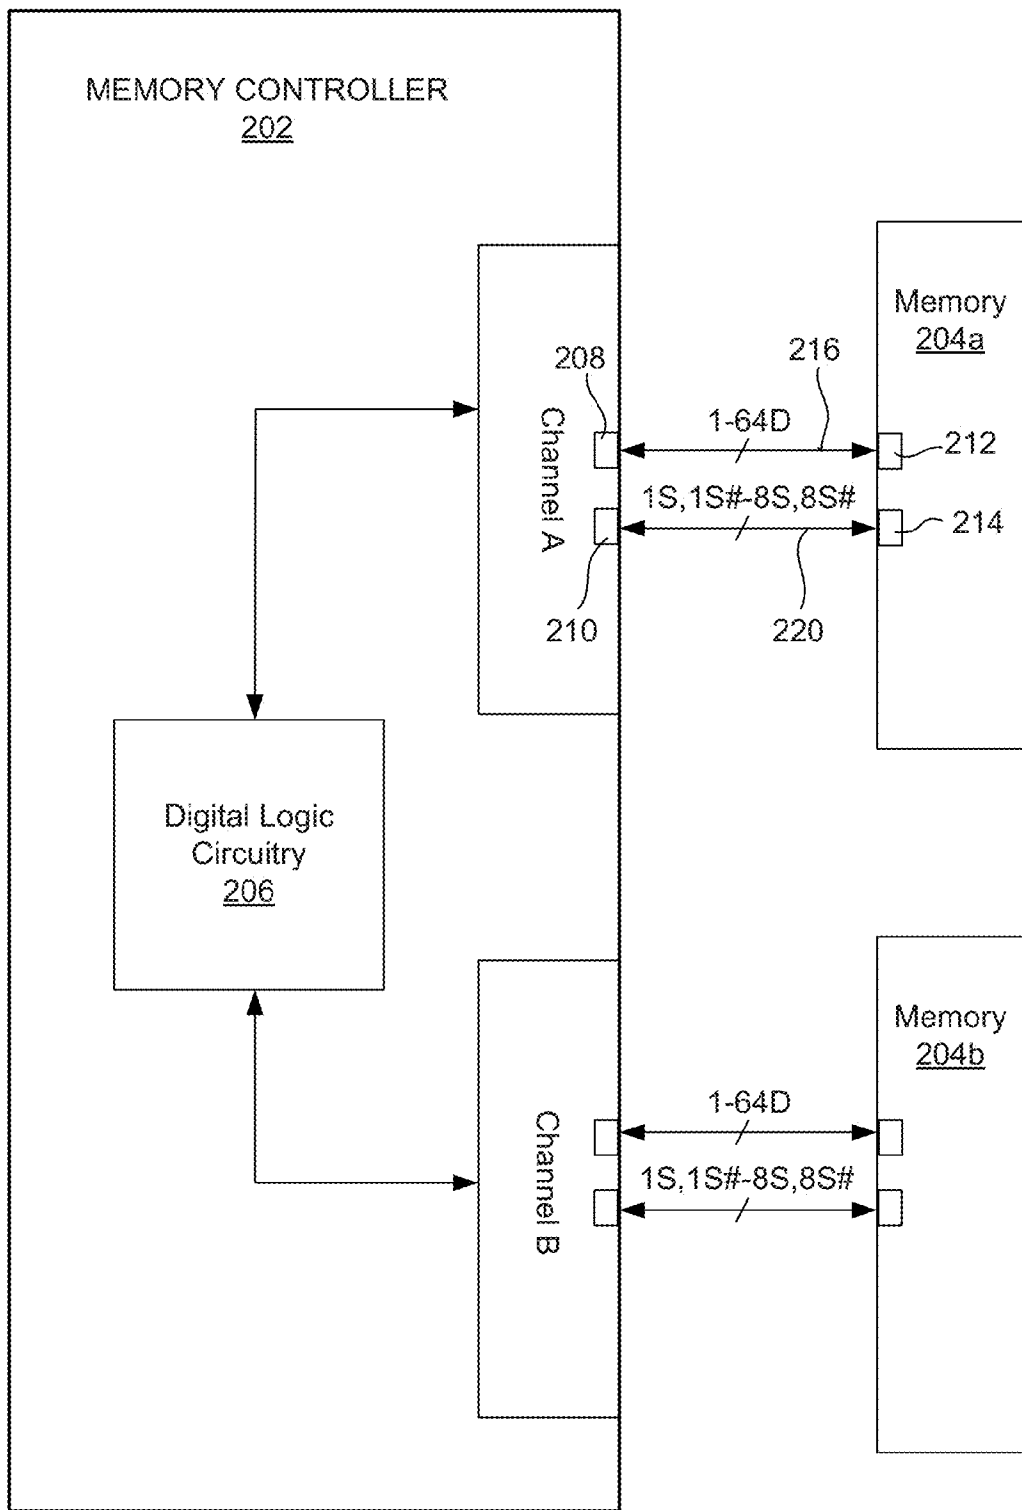 MEMORY CONTROLLER
202
Memory
204a
208
216
1-64D
212
Channel A
1S,1S#-8S,8S#
214
210
220
Digital Logic
Circuitry
206
Memory
204b
1-64D
Channel B
1S,1S#-8S,8S#